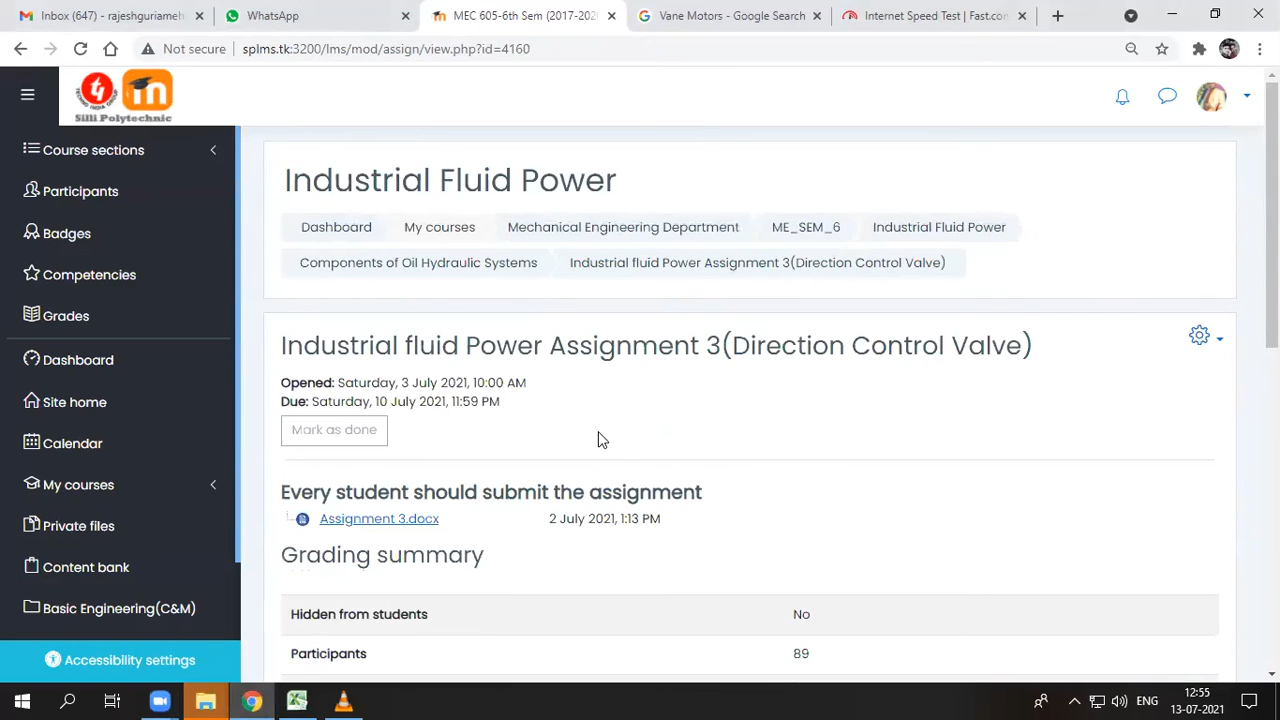 Inbox (647) - rajeshguriameh
WhatsApp
MEC 605-6th Sem (2017-202
Vane Motors - Google Search
Internet Speed Test | Fast.com
Not secure splms.tk:3200/lms/mod/assign/view.php?id=4160
Silli Polytechnic
Course sections
Participants
Badges
Competencies
Grades
Dashboard
Site home
Calendar
My courses
Private files
Content bank
Basic Engineering(C&M)
Accessibility settings
Industrial Fluid Power
Dashboard My courses Mechanical Engineering Department ME_SEM_6 Industrial Fluid Power
Components of Oil Hydraulic Systems Industrial fluid Power Assignment 3(Direction Control Valve)
Industrial fluid Power Assignment 3(Direction Control Valve)
Opened: Saturday, 3 July 2021, 10:00 AM
Due: Saturday, 10 July 2021, 11:59 PM
Mark as done
Every student should submit the assignment
Assignment 3.docx 2 July 2021, 1:13 PM
Grading summary
Hidden from students No
Participants 89
ENG
12:55
13-07-2021